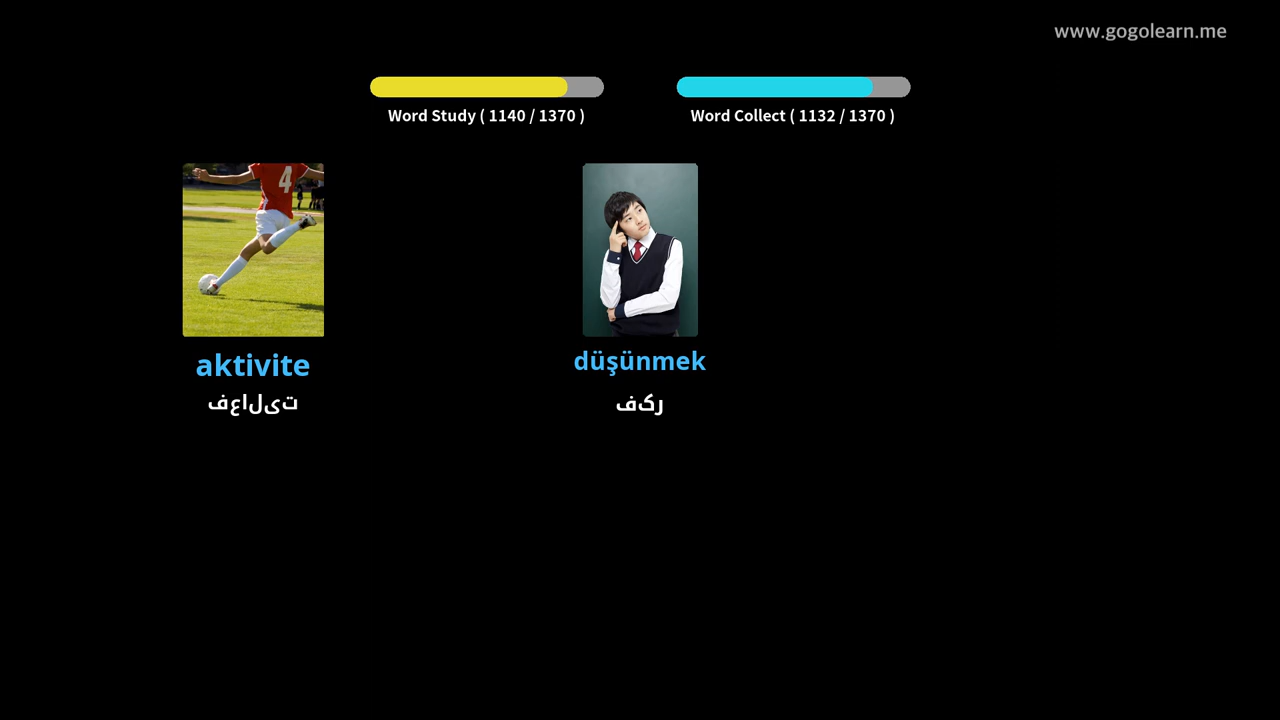 www.gogolearn.me
Word Study ( 1140 / 1370 )
Word Collect ( 1132 / 1370 )
aktivite
تیلاعف
düşünmek
رکف